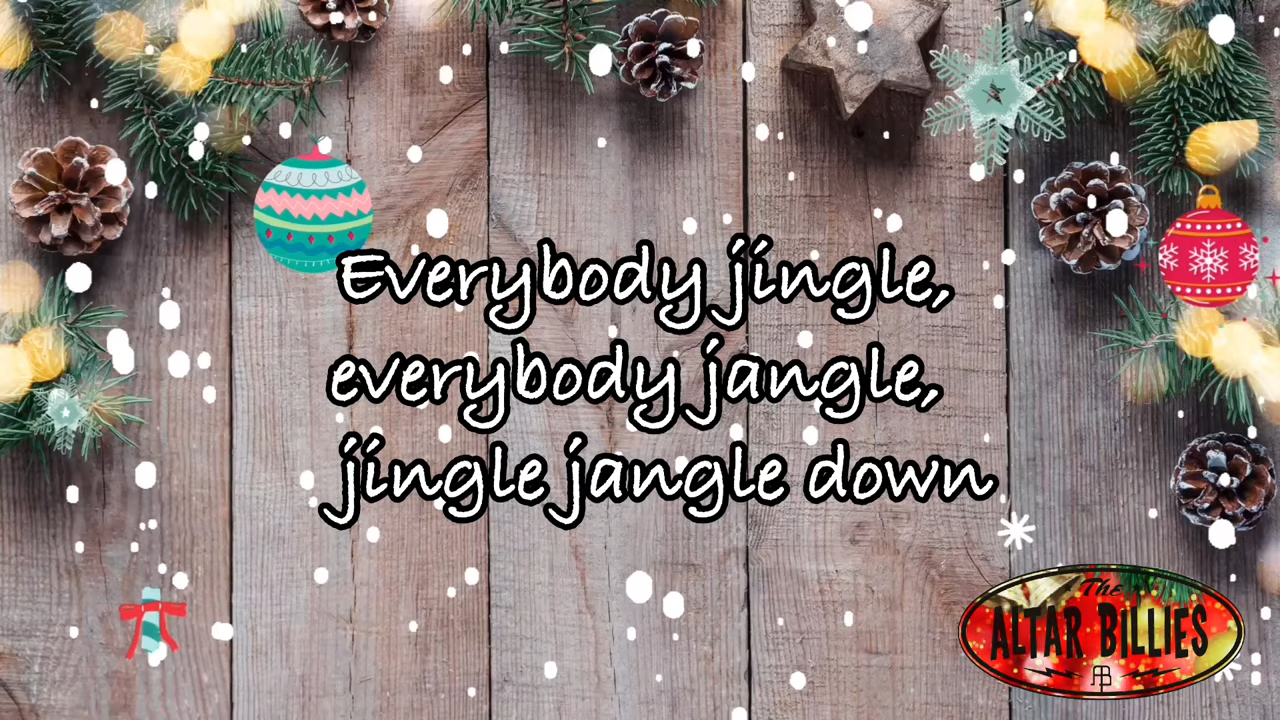 Everybody jingle,
everybody jangle,
jingle jangle down
The
ALTAR BILLIES
AB